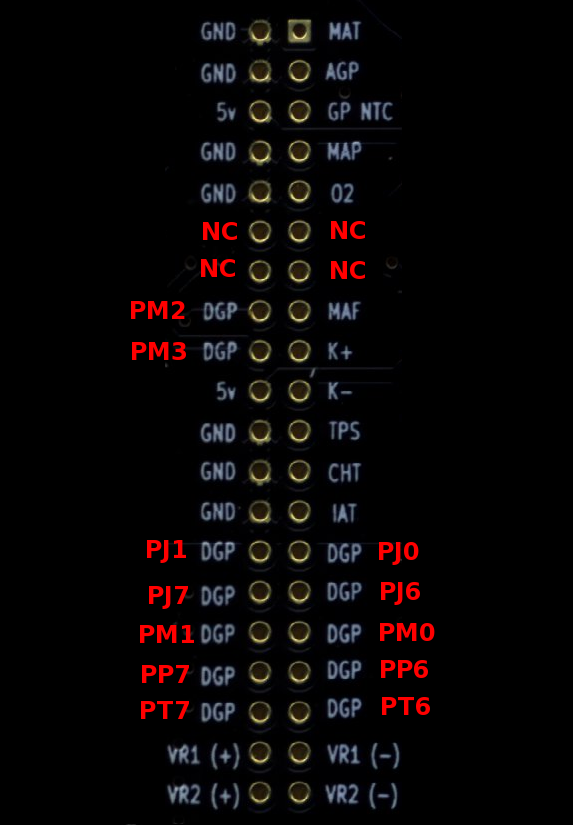 GND MAT
GND AGP
5v GP NTC
GND MAP
GND O2
NC NC
NC NC
PM2 DGP MAF
PM3 DGP K+
5v K-
GND TPS
GND CHT
GND IAT
PJ1 DGP DGP PJ0
PJ7 DGP DGP PJ6
PM1 DGP DGP PM0
PP7 DGP DGP PP6
PT7 DGP DGP PT6
VR1 (+) VR1 (-)
VR2 (+) VR2 (-)